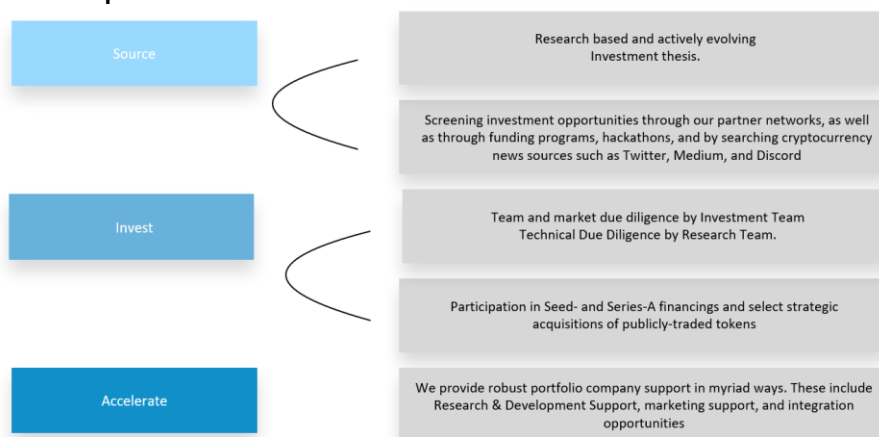 Source
Research based and actively evolving
Investment thesis.
Screening investment opportunities through our partner networks, as well
as through funding programs, hackathons, and by searching cryptocurrency
news sources such as Twitter, Medium, and Discord
Invest
Team and market due diligence by Investment Team
Technical Due Diligence by Research Team.
Participation in Seed- and Series-A financings and select strategic
acquisitions of publicly-traded tokens
Accelerate
We provide robust portfolio company support in myriad ways. These include
Research & Development Support, marketing support, and integration
opportunities